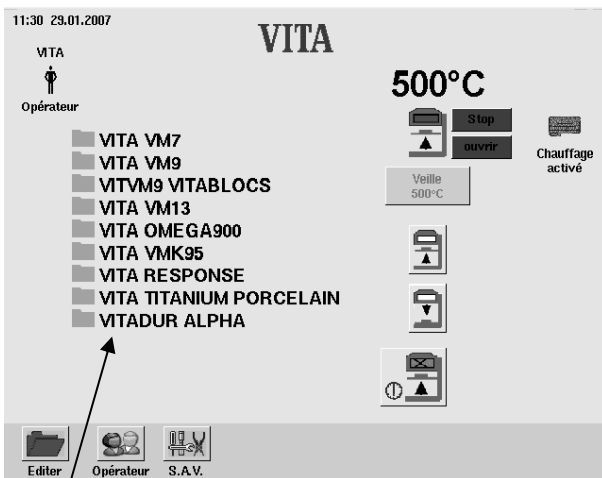 11:30 29.01.2007
VITA
VITA
Opérateur
500°C
Stop
ouvrir
Chauffage
activé
Veille
500°C
VITA VM7
VITA VM9
VITVM9 VITABLOCS
VITA VM13
VITA OMEGA900
VITA VMK95
VITA RESPONSE
VITA TITANIUM PORCELAIN
VITADUR ALPHA
Editer
Opérateur
S.A.V.